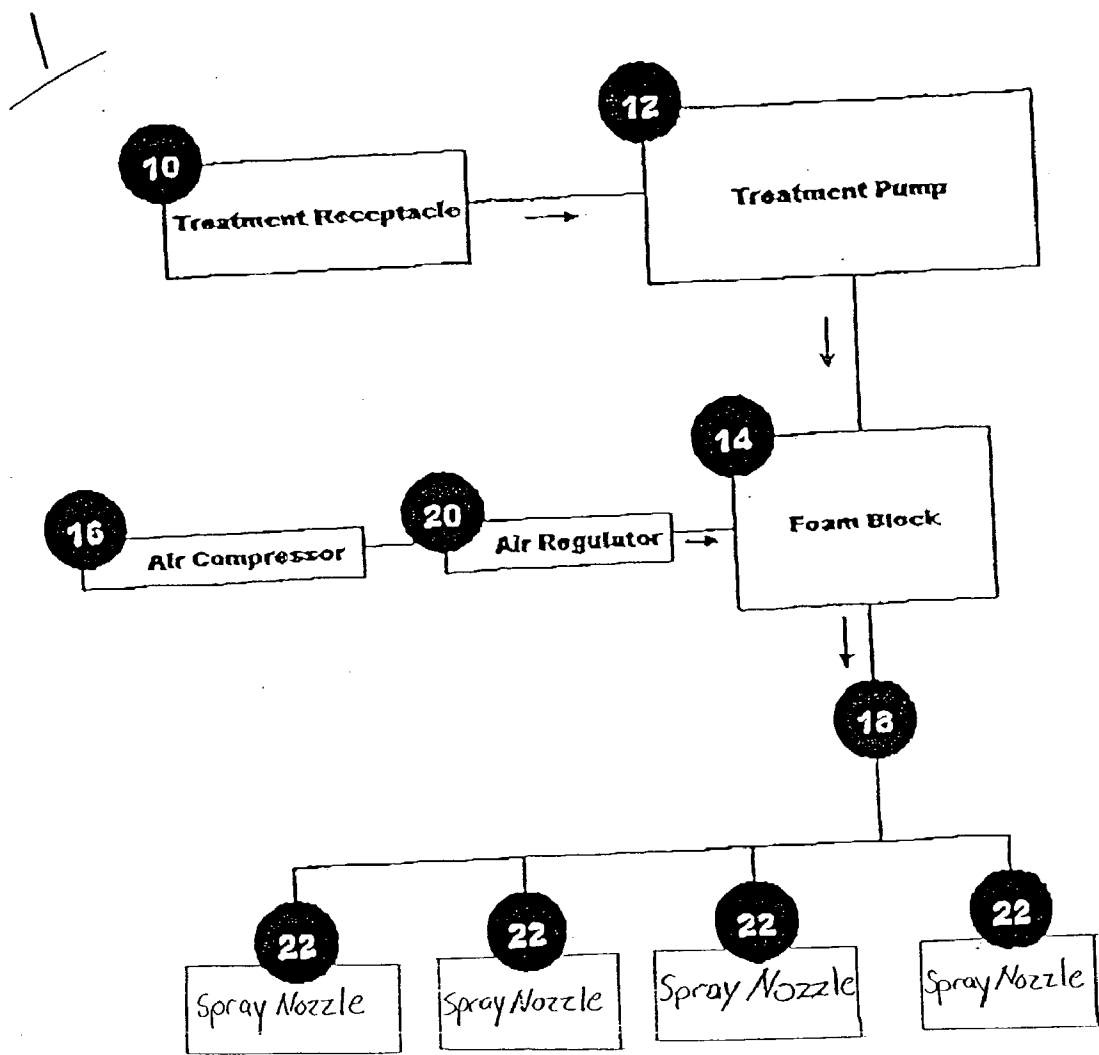 1
12
10
Treatment Pump
Treatment Receptacle
14
20
16
Foam Block
Air Regulator
Air Compressor
18
22
22
22
22
Spray Nozzle
Spray Nozzle
Spray Nozzle
Spray Nozzle